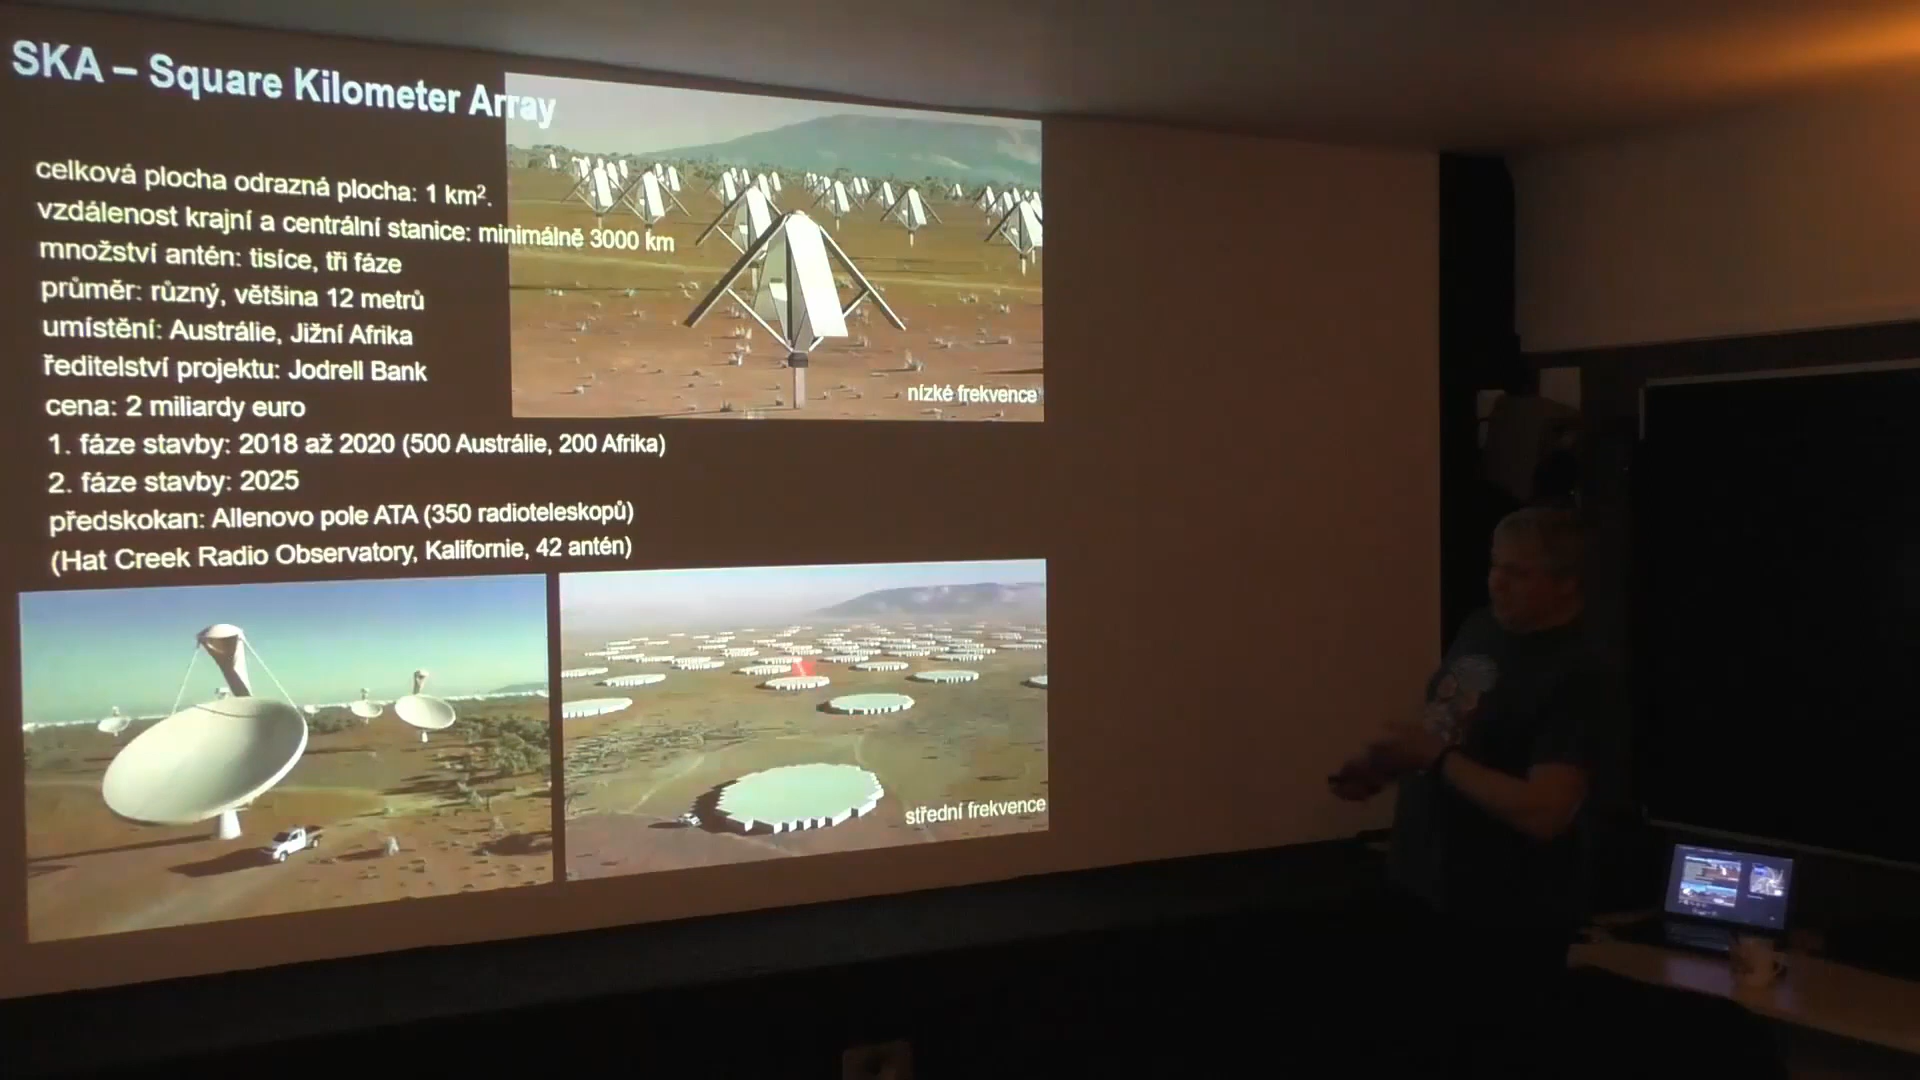 SKA – Square Kilometer Array
celková plocha odrazná plocha: 1 km².
vzdálenost krajní a centrální stanice: minimálně 3000 km
množství antén: tisíce, tři fáze
průměr: různý, většina 12 metrů
umístění: Austrálie, Jižní Afrika
ředitelství projektu: Jodrell Bank
cena: 2 miliardy euro
1. fáze stavby: 2018 až 2020 (500 Austrálie, 200 Afrika)
2. fáze stavby: 2025
předskokan: Allenovo pole ATA (350 radioteleskopů)
(Hat Creek Radio Observatory, Kalifornie, 42 antén)
nízké frekvence
střední frekvence